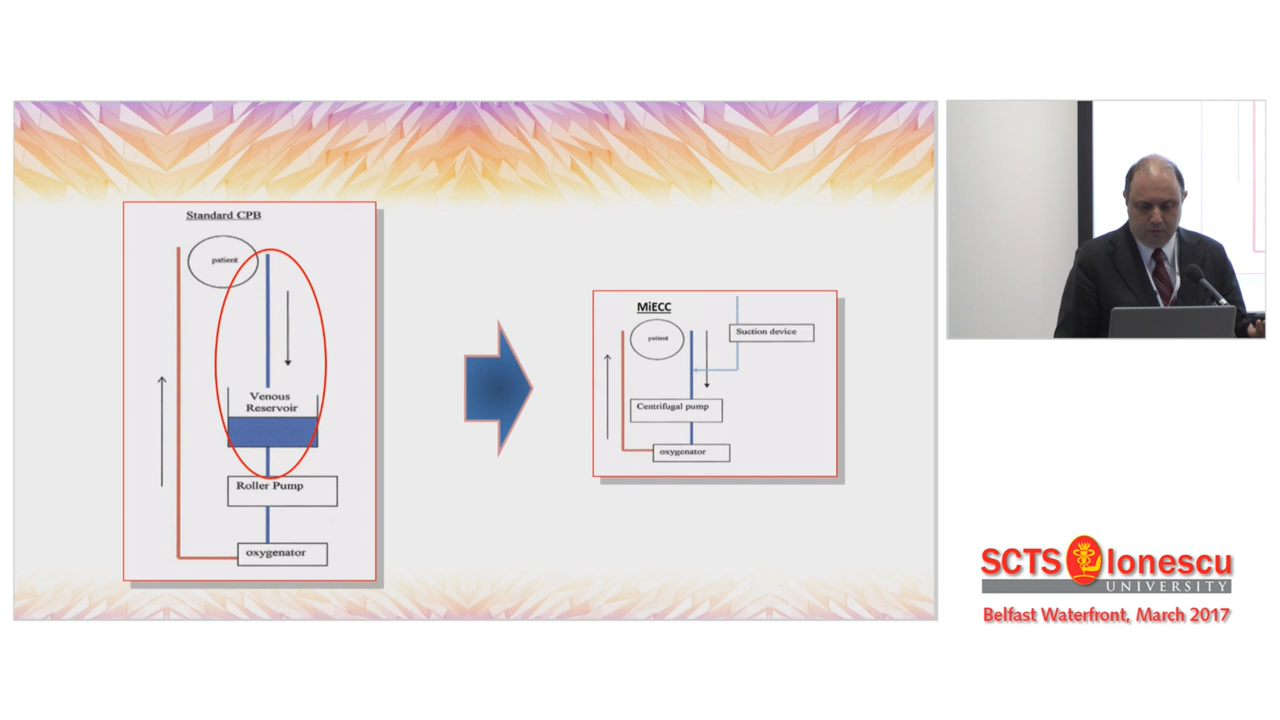 Standard CPB
patient
Venous
Reservoir
Roller Pump
oxygenator
MiECC
patient
Suction device
Centrifugal pump
oxygenator
SCTS Ionescu
UNIVERSITY
Belfast Waterfront, March 2017